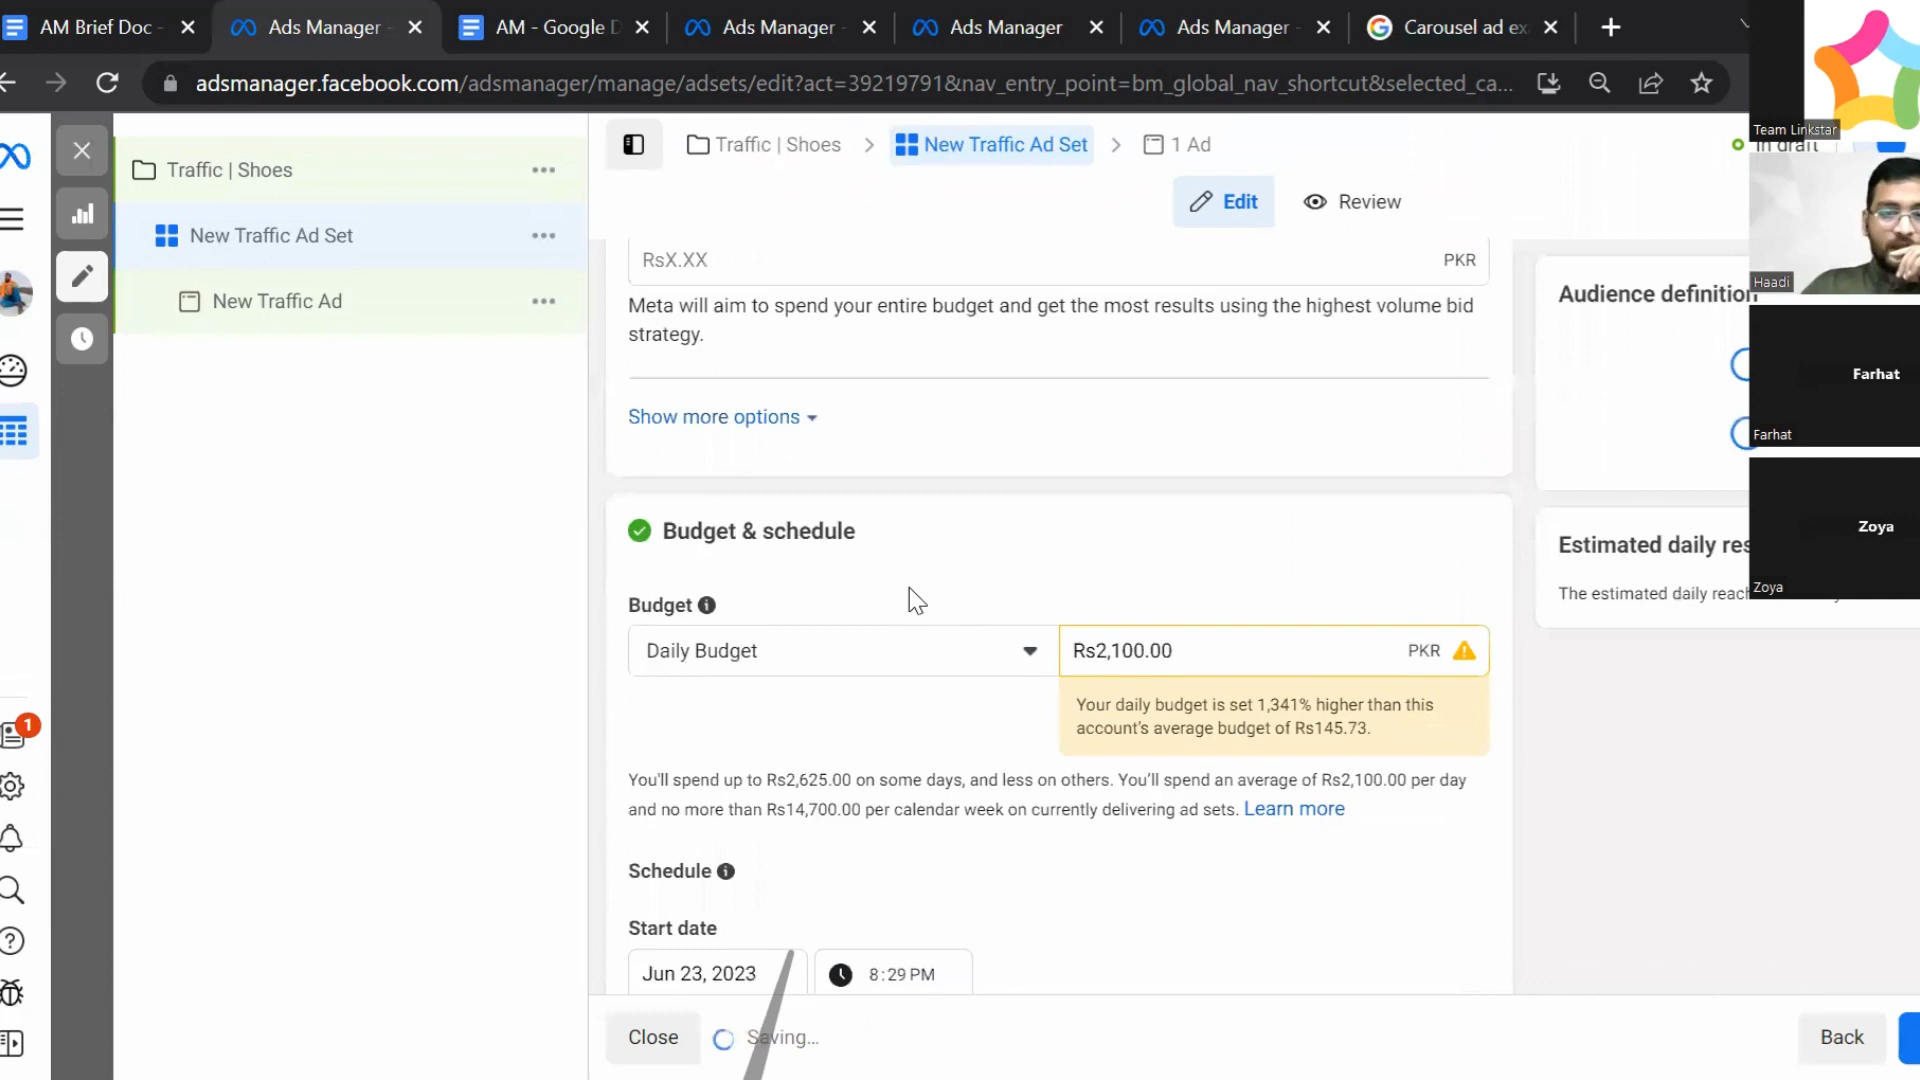 AM Brief Doc -
Ads Manager -
AM - Google D
Ads Manager -
Ads Manager
Ads Manager -
Carousel ad ex
adsmanager.facebook.com/adsmanager/manage/adsets/edit?act=39219791&nav_entry_point=bm_global_nav_shortcut&selected_ca...
Team Linkstar
Traffic | Shoes
New Traffic Ad Set
1 Ad
In draft
Traffic | Shoes
New Traffic Ad Set
New Traffic Ad
Edit
Review
RsX.XX
PKR
Meta will aim to spend your entire budget and get the most results using the highest volume bid
strategy.
Show more options
Haadi
Audience definition
Farhat
Farhat
Budget & schedule
Zoya
Zoya
Estimated daily res
The estimated daily reach
Budget
Daily Budget
Rs2,100.00
PKR
Your daily budget is set 1,341% higher than this
account's average budget of Rs145.73.
You'll spend up to Rs2,625.00 on some days, and less on others. You'll spend an average of Rs2,100.00 per day
and no more than Rs14,700.00 per calendar week on currently delivering ad sets. Learn more
1
Schedule
Start date
Jun 23, 2023
8:29 PM
Close
Saving...
Back